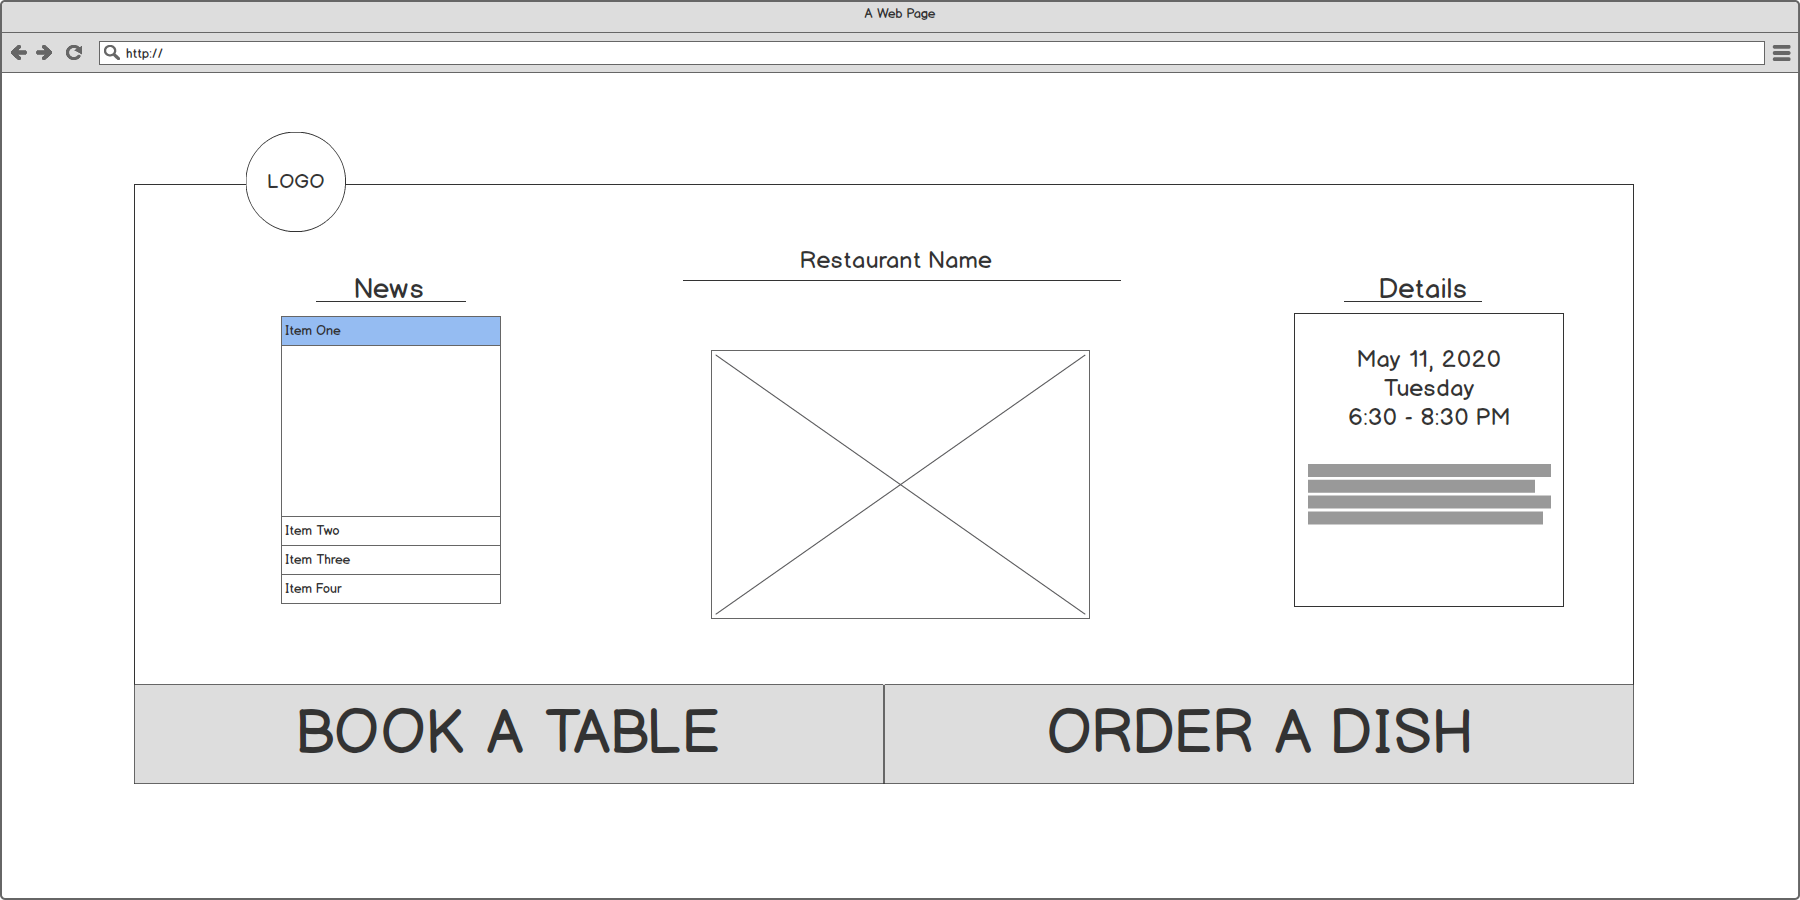 A Web Page
http://
LOGO
News
Item One
Item Two
Item Three
Item Four
Restaurant Name
Details
May 11, 2020
Tuesday
6:30 - 8:30 PM
BOOK A TABLE
ORDER A DISH